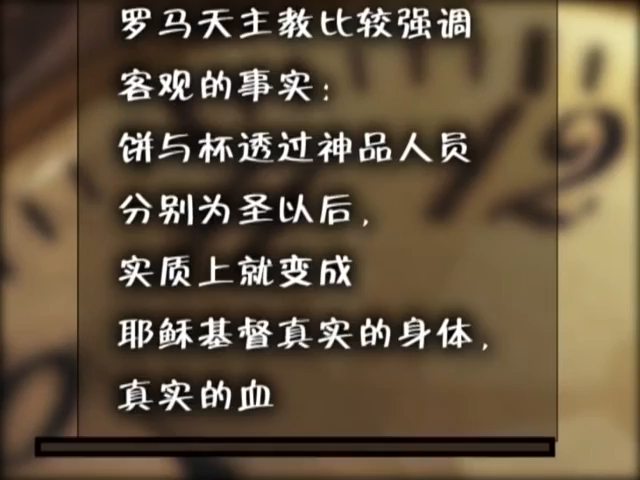 罗马天主教比较强调
客观的事实：
饼与杯透过神品人员
分别为圣以后，
实质上就变成
耶稣基督真实的身体，
真实的血
12